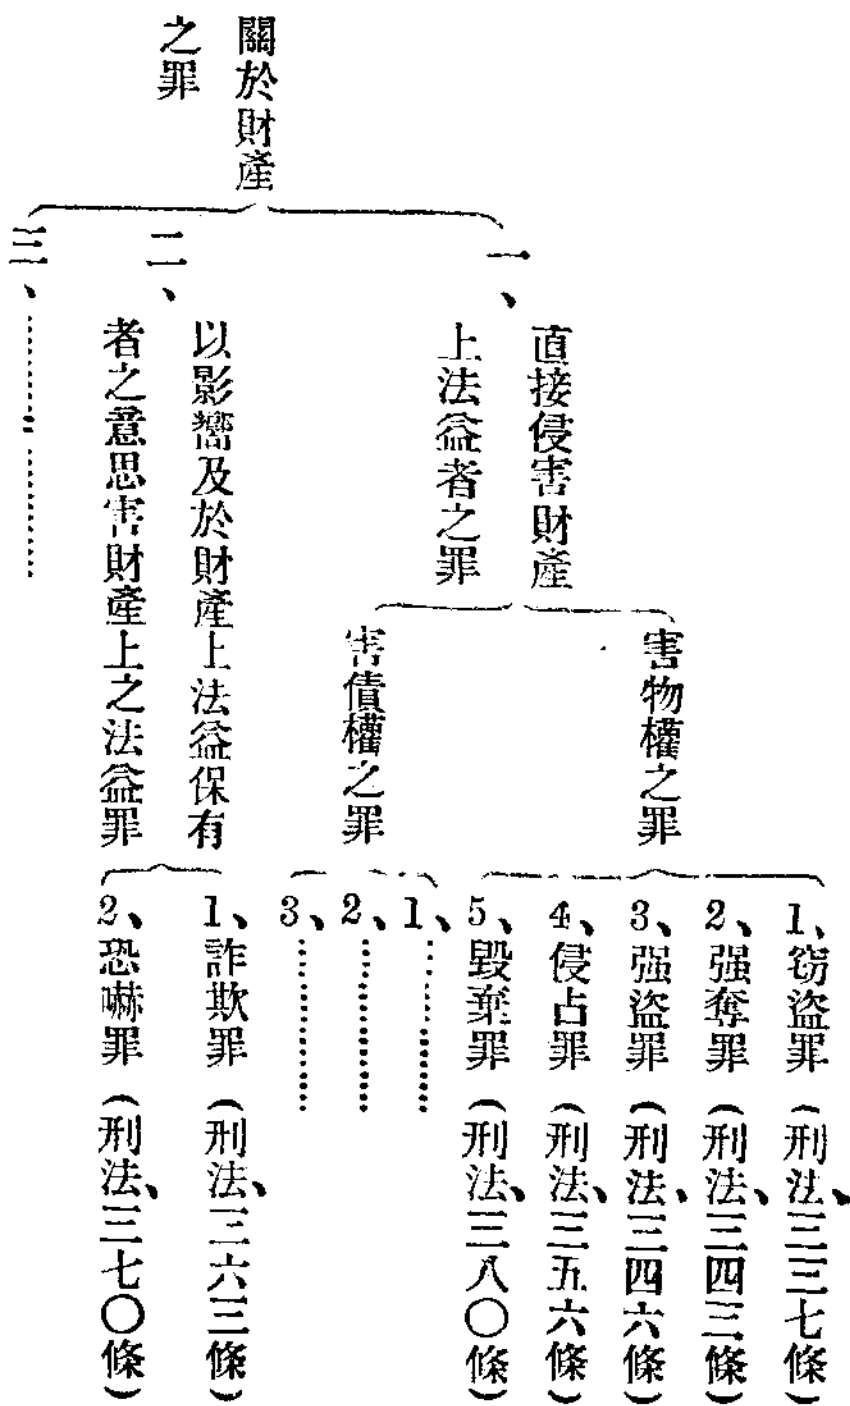 關於財產
之罪
一、
直接侵害財產
上法益者之罪
害物權之罪
1、窃盜罪（刑法、三三七條）
2、强奪罪（刑法、三四三條）
3、强盜罪（刑法、三四六條）
4、侵占罪（刑法、三五六條）
5、毀棄罪（刑法、三八〇條）
害債權之罪
1、…………
2、…………
3、…………
二、
以影嚮及於財產上法益保有
者之意思害財產上之法益罪
1、詐欺罪（刑法、三六三條）
2、恐嚇罪（刑法、三七〇條）
三、…………